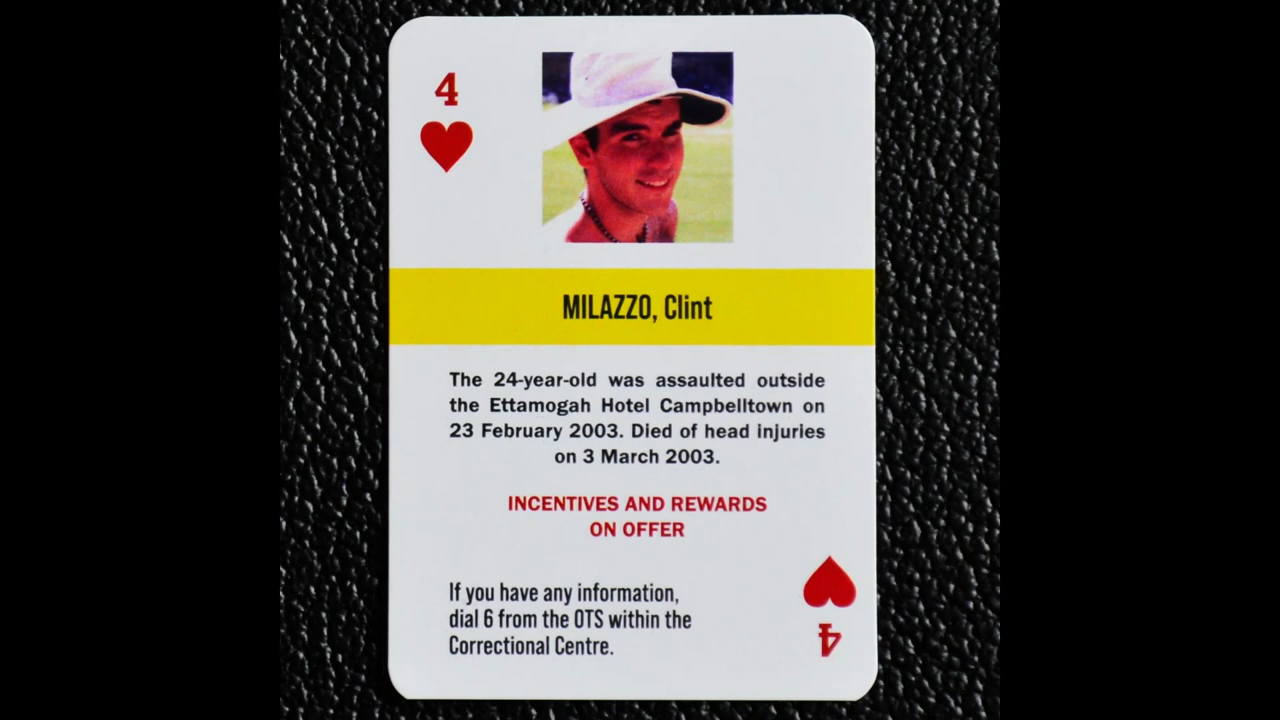 4
MILAZZO, Clint
The 24-year-old was assaulted outside
the Ettamogah Hotel Campbelltown on
23 February 2003. Died of head injuries
on 3 March 2003.
INCENTIVES AND REWARDS
ON OFFER
If you have any information,
dial 6 from the OTS within the
Correctional Centre.
4